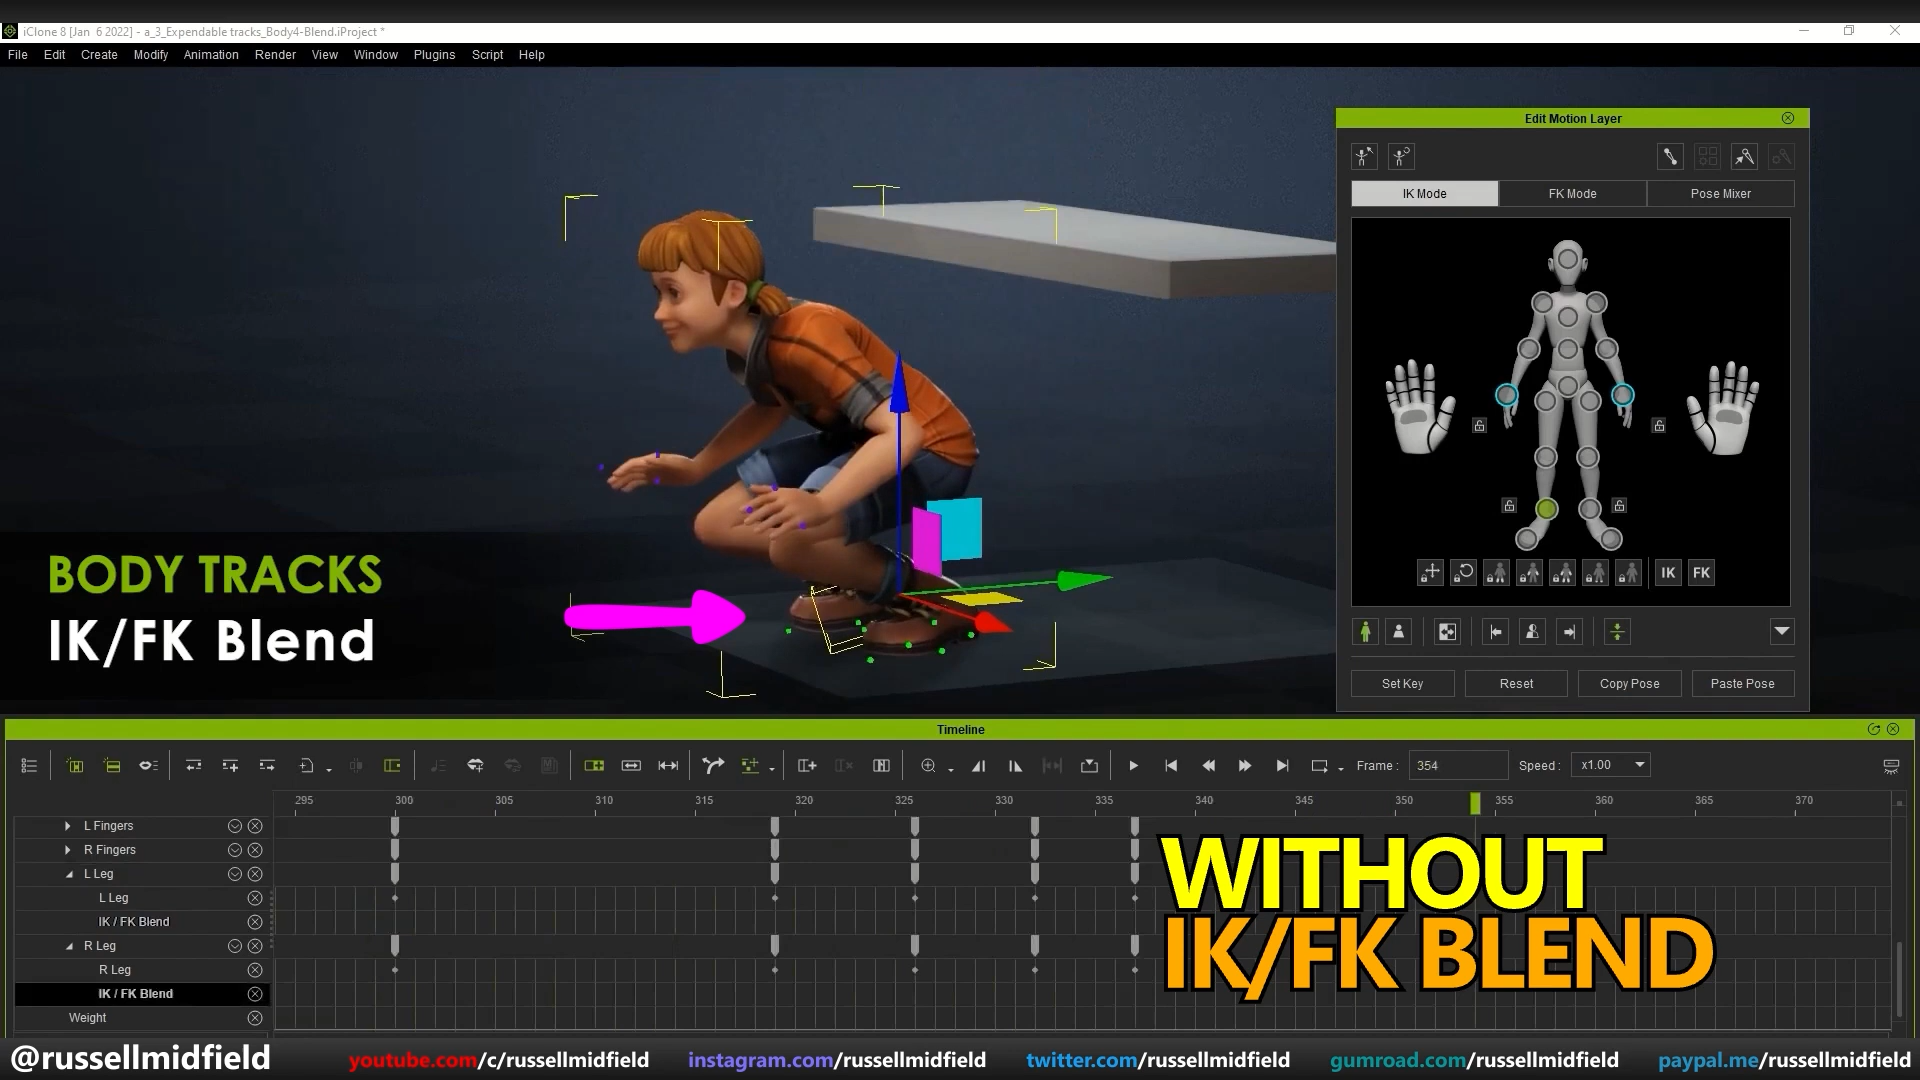 iClone 8 [Jan 6 2022] - a_3_Expendable tracks_Body4-Blend.iProject *
File Edit Create Modify Animation Render View Window Plugins Script Help
Edit Motion Layer
IK Mode FK Mode Pose Mixer
IK FK
Set Key Reset Copy Pose Paste Pose
BODY TRACKS
IK/FK Blend
Timeline
Frame : 354 Speed : x1.00
295 300 305 310 315 320 325 330 335 340 345 350 355 360 365 370
L Fingers
R Fingers
L Leg
L Leg
IK / FK Blend
R Leg
R Leg
IK / FK Blend
Weight
WITHOUT
IK/FK BLEND
@russellmidfield youtube.com/c/russellmidfield instagram.com/russellmidfield twitter.com/russellmidfield gumroad.com/russellmidfield paypal.me/russellmidfield